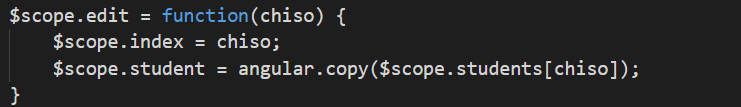 $scope.edit = function(chiso) {
    $scope.index = chiso;
    $scope.student = angular.copy($scope.students[chiso]);
}